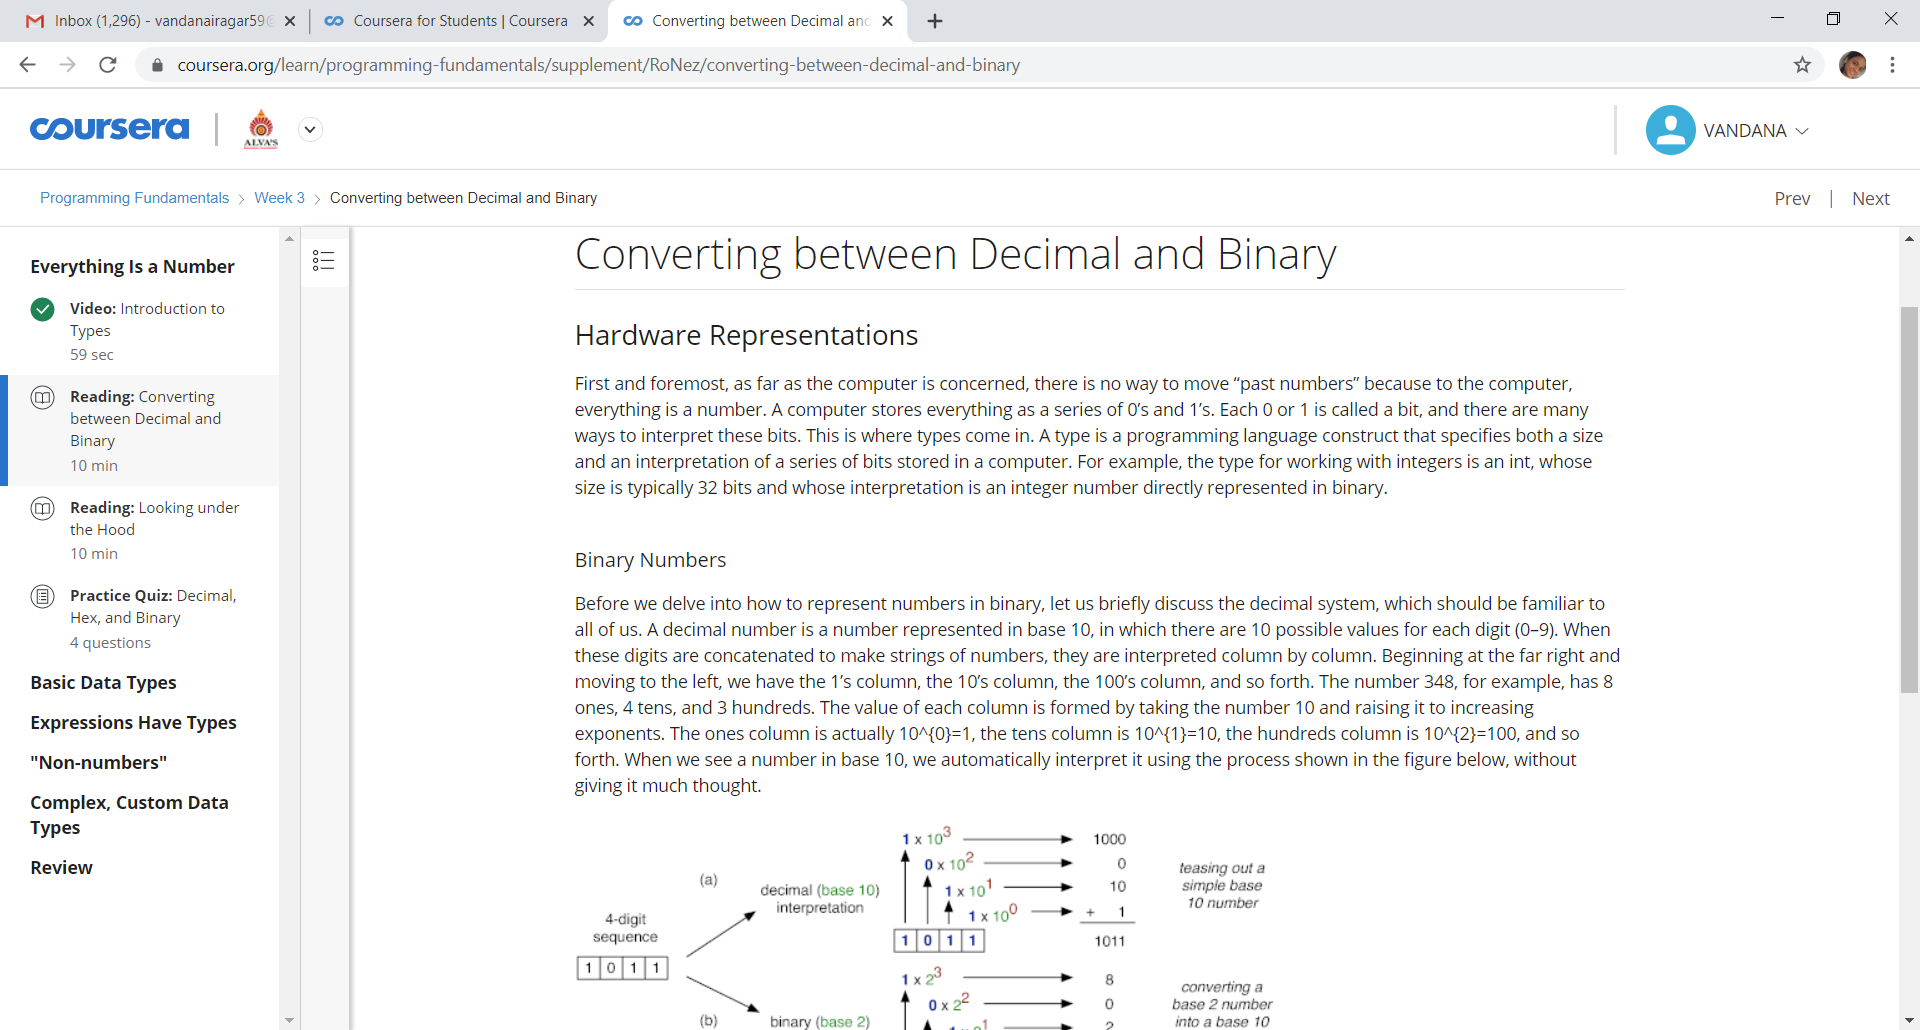 Inbox (1,296) - vandanairagar59
Coursera for Students | Coursera
Converting between Decimal and
coursera.org/learn/programming-fundamentals/supplement/RoNez/converting-between-decimal-and-binary
coursera
ALVA'S
VANDANA
Programming Fundamentals > Week 3 > Converting between Decimal and Binary
Prev | Next
Everything Is a Number
Video: Introduction to
Types
59 sec
Reading: Converting
between Decimal and
Binary
10 min
Reading: Looking under
the Hood
10 min
Practice Quiz: Decimal,
Hex, and Binary
4 questions
Basic Data Types
Expressions Have Types
"Non-numbers"
Complex, Custom Data
Types
Review
Converting between Decimal and Binary
Hardware Representations
First and foremost, as far as the computer is concerned, there is no way to move “past numbers” because to the computer,
everything is a number. A computer stores everything as a series of 0’s and 1’s. Each 0 or 1 is called a bit, and there are many
ways to interpret these bits. This is where types come in. A type is a programming language construct that specifies both a size
and an interpretation of a series of bits stored in a computer. For example, the type for working with integers is an int, whose
size is typically 32 bits and whose interpretation is an integer number directly represented in binary.
Binary Numbers
Before we delve into how to represent numbers in binary, let us briefly discuss the decimal system, which should be familiar to
all of us. A decimal number is a number represented in base 10, in which there are 10 possible values for each digit (0–9). When
these digits are concatenated to make strings of numbers, they are interpreted column by column. Beginning at the far right and
moving to the left, we have the 1’s column, the 10’s column, the 100’s column, and so forth. The number 348, for example, has 8
ones, 4 tens, and 3 hundreds. The value of each column is formed by taking the number 10 and raising it to increasing
exponents. The ones column is actually 10^{0}=1, the tens column is 10^{1}=10, the hundreds column is 10^{2}=100, and so
forth. When we see a number in base 10, we automatically interpret it using the process shown in the figure below, without
giving it much thought.
4-digit
sequence
1 0 1 1
(a)
decimal (base 10)
interpretation
1 x 10³ 1000
0 x 10² 0
1 x 10¹ 10
1 x 10⁰ + 1
1 0 1 1 1011
teasing out a
simple base
10 number
(b)
binary (base 2)
1 x 2³ 8
0 x 2² 0
2
converting a
base 2 number
into a base 10